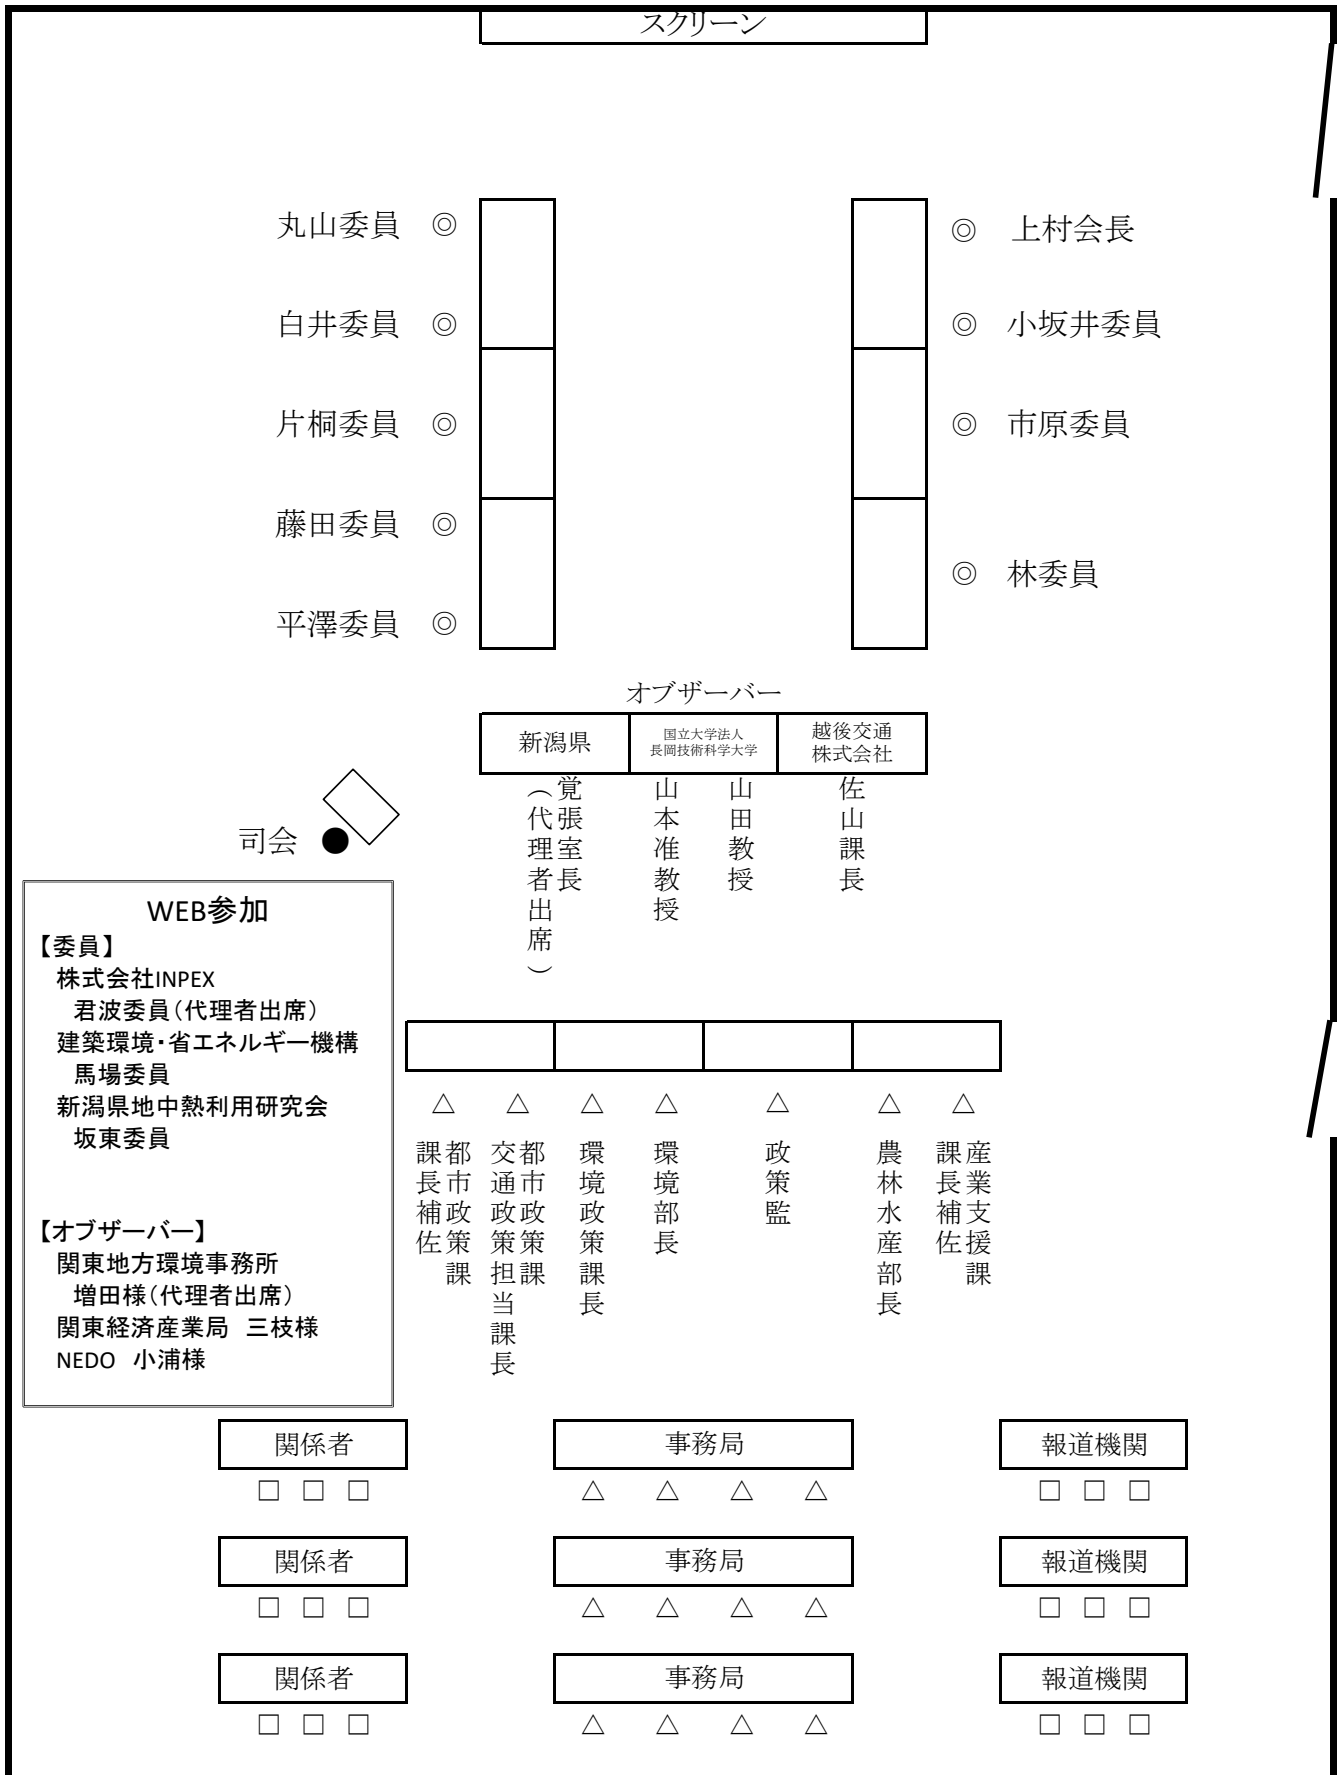 スクリーン
丸山委員 ◎
白井委員 ◎
片桐委員 ◎
藤田委員 ◎
平澤委員 ◎
◎ 上村会長
◎ 小坂井委員
◎ 市原委員
◎ 林委員
オブザーバー
新潟県
国立大学法人
長岡技術科学大学
越後交通
株式会社
覚張室長
（代理者出席）
山本准教授
山田教授
佐山課長
司会 ●
WEB参加
【委員】
株式会社INPEX
君波委員（代理者出席）
建築環境・省エネルギー機構
馬場委員
新潟県地中熱利用研究会
坂東委員
【オブザーバー】
関東地方環境事務所
増田様（代理者出席）
関東経済産業局 三枝様
NEDO 小浦様
△ △ △ △ △ △ △
都市政策課
課長補佐
都市政策課
交通政策担当課長
環境政策課長
環境部長
政策監
農林水産部長
産業支援課
課長補佐
関係者
□ □ □
事務局
△ △ △ △
報道機関
□ □ □
関係者
□ □ □
事務局
△ △ △ △
報道機関
□ □ □
関係者
□ □ □
事務局
△ △ △ △
報道機関
□ □ □